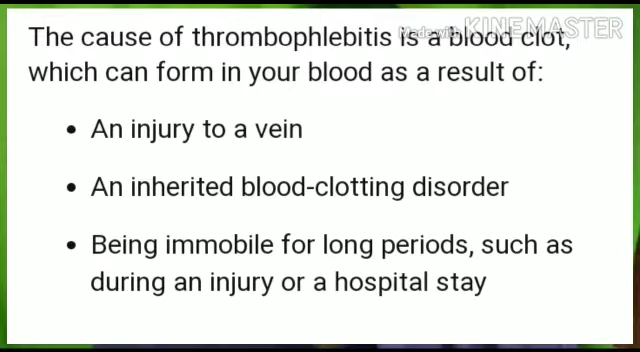 Made with KINEMASTER
The cause of thrombophlebitis is a blood clot,
which can form in your blood as a result of:
• An injury to a vein
• An inherited blood-clotting disorder
• Being immobile for long periods, such as
during an injury or a hospital stay